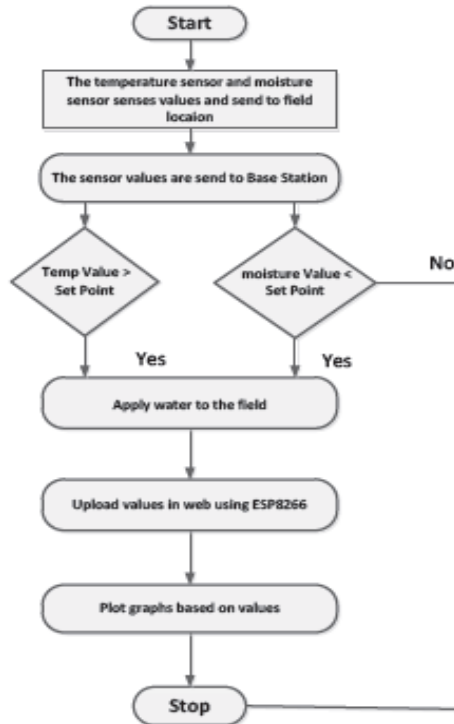 Start
The temperature sensor and moisture
sensor senses values and send to field
locaion
The sensor values are send to Base Station
Temp Value >
Set Point
moisture Value <
Set Point
No
Yes
Yes
Apply water to the field
Upload values in web using ESP8266
Plot graphs based on values
Stop